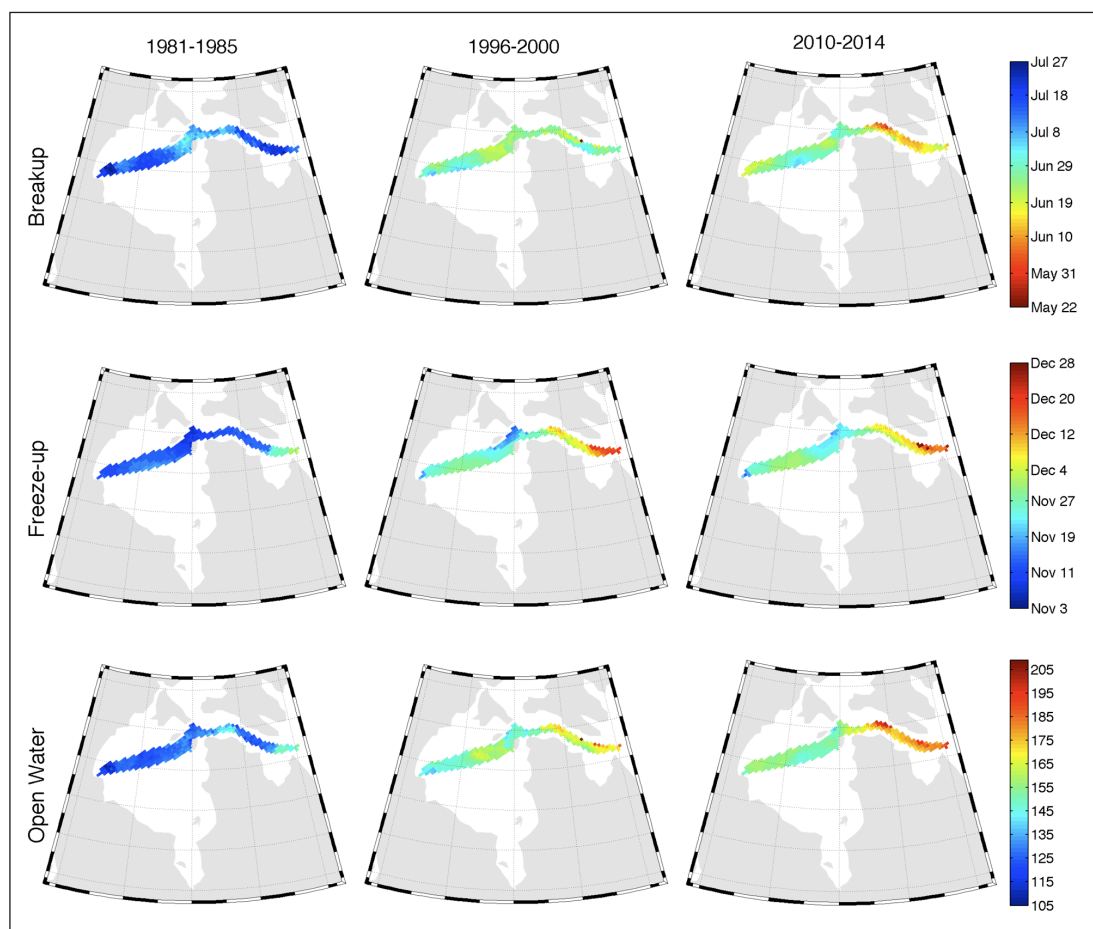 1981-1985
1996-2000
2010-2014
Breakup
Jul 27
Jul 18
Jul 8
Jun 29
Jun 19
Jun 10
May 31
May 22
Freeze-up
Dec 28
Dec 20
Dec 12
Dec 4
Nov 27
Nov 19
Nov 11
Nov 3
Open Water
205
195
185
175
165
155
145
135
125
115
105